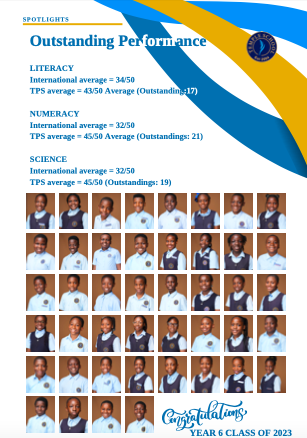 SPOTLIGHTS
Outstanding Performance
LITERACY
International average = 34/50
TPS average = 43/50 Average (Outstanding:17)
NUMERACY
International average = 32/50
TPS average = 45/50 Average (Outstandings: 21)
SCIENCE
International average = 32/50
TPS average = 45/50 (Outstandings: 19)
Congratulations,
YEAR 6 CLASS OF 2023